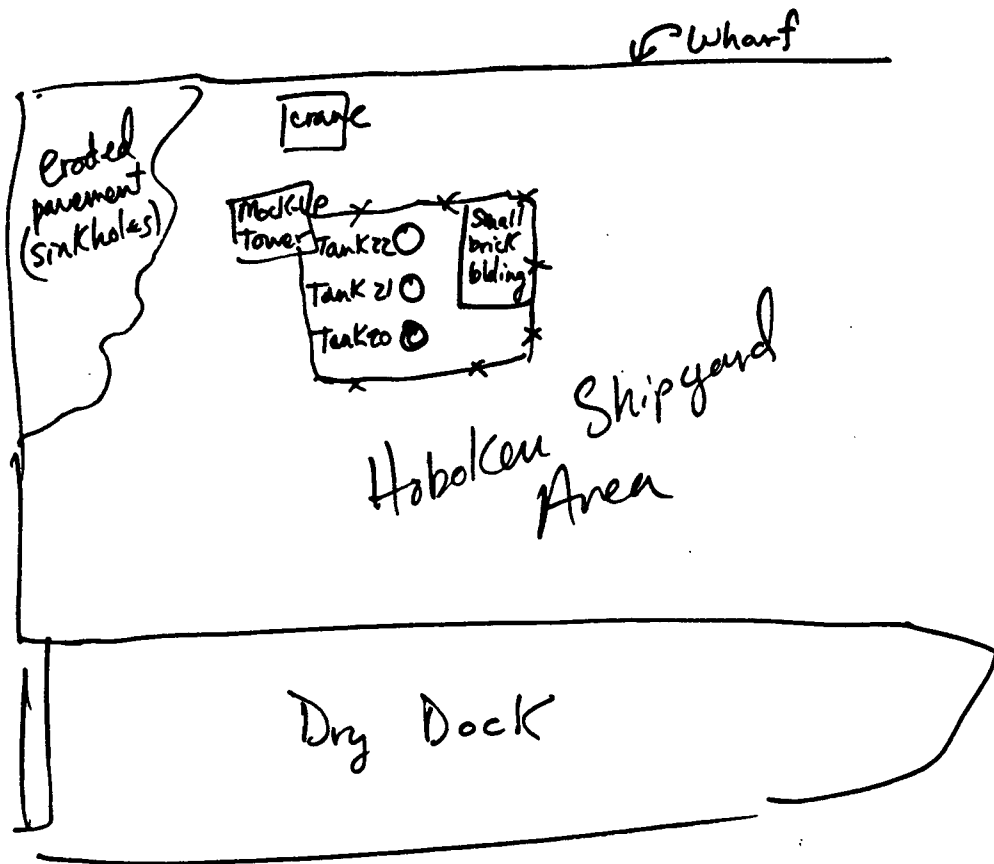 Wharf
crane
eroded
pavement
(sinkholes)
Mock-up
Tower
Tank 22
Tank 21
Tank 20
Small
brick
blding
Hoboken Shipyard
Area
Dry Dock